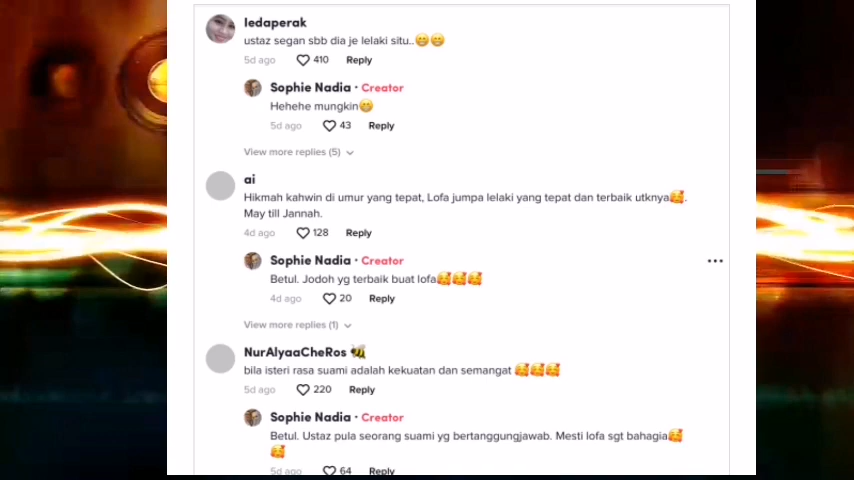 Iedaperak
ustaz segan sbb dia je lelaki situ..😁😁
5d ago 410 Reply
Sophie Nadia · Creator
Hehehe mungkin😁
5d ago 43 Reply
View more replies (5)
ai
Hikmah kahwin di umur yang tepat, Lofa jumpa lelaki yang tepat dan terbaik utknya🥰.
May till Jannah.
4d ago 128 Reply
Sophie Nadia · Creator
Betul. Jodoh yg terbaik buat lofa🥰🥰🥰
4d ago 20 Reply
View more replies (1)
NurAlyaaCheRos 🐝
bila isteri rasa suami adalah kekuatan dan semangat 🥰🥰🥰
5d ago 220 Reply
Sophie Nadia · Creator
Betul. Ustaz pula seorang suami yg bertanggungjawab. Mesti lofa sgt bahagia🥰
🥰
5d ago 64 Reply